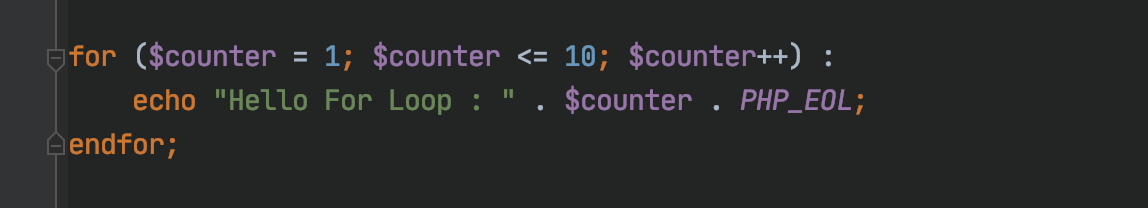 for ($counter = 1; $counter <= 10; $counter++) :
    echo "Hello For Loop : " . $counter . PHP_EOL;
endfor;